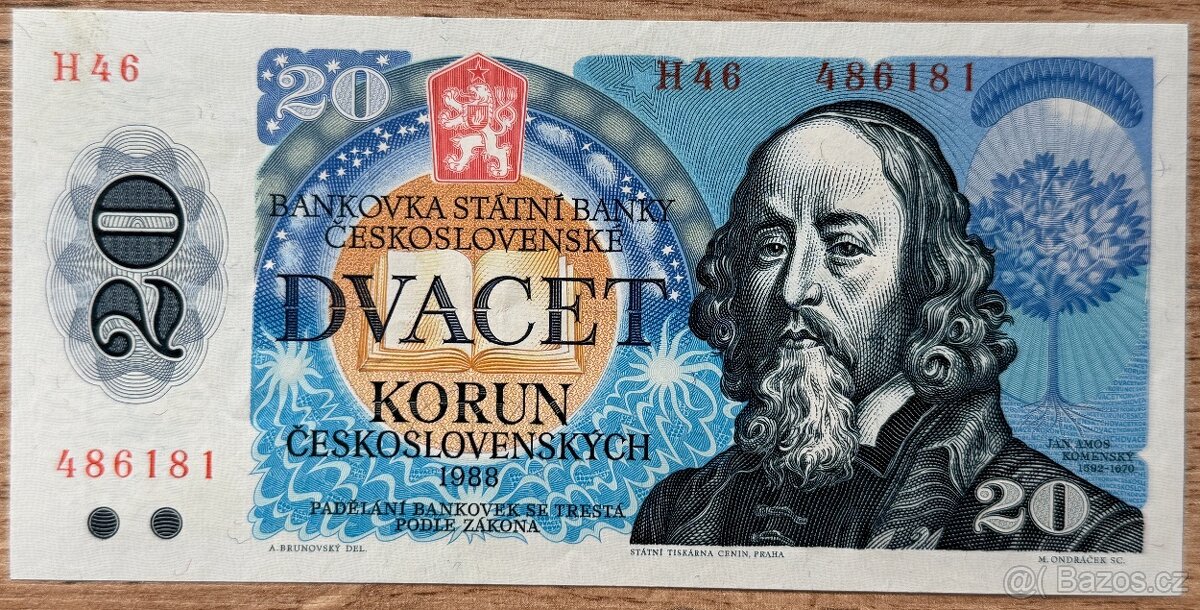 H46
20
H46 486181
BANKOVKA STÁTNÍ BANKY
ČESKOSLOVENSKÉ
20
DVACET
KORUN
ČESKOSLOVENSKÝCH
1988
JAN AMOS
KOMENSKÝ
1592-1670
486181
PADĚLÁNÍ BANKOVEK SE TRESTÁ
PODLE ZÁKONA
20
A. BRUNOVSKÝ DEL.
STÁTNÍ TISKÁRNA CENIN, PRAHA
M. ONDRÁČEK SC.
@( Bazos.cz